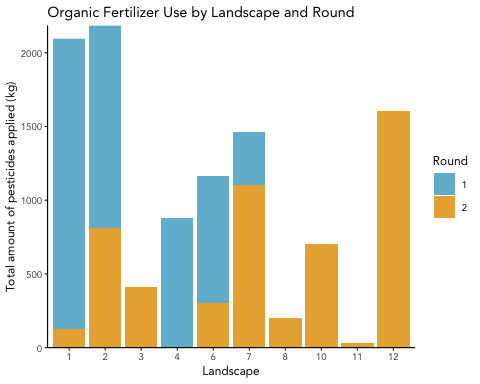 Organic Fertilizer Use by Landscape and Round
Total amount of pesticides applied (kg)
2000
1500
1000
500
0
1 2 3 4 6 7 8 10 11 12
Landscape
Round
1
2